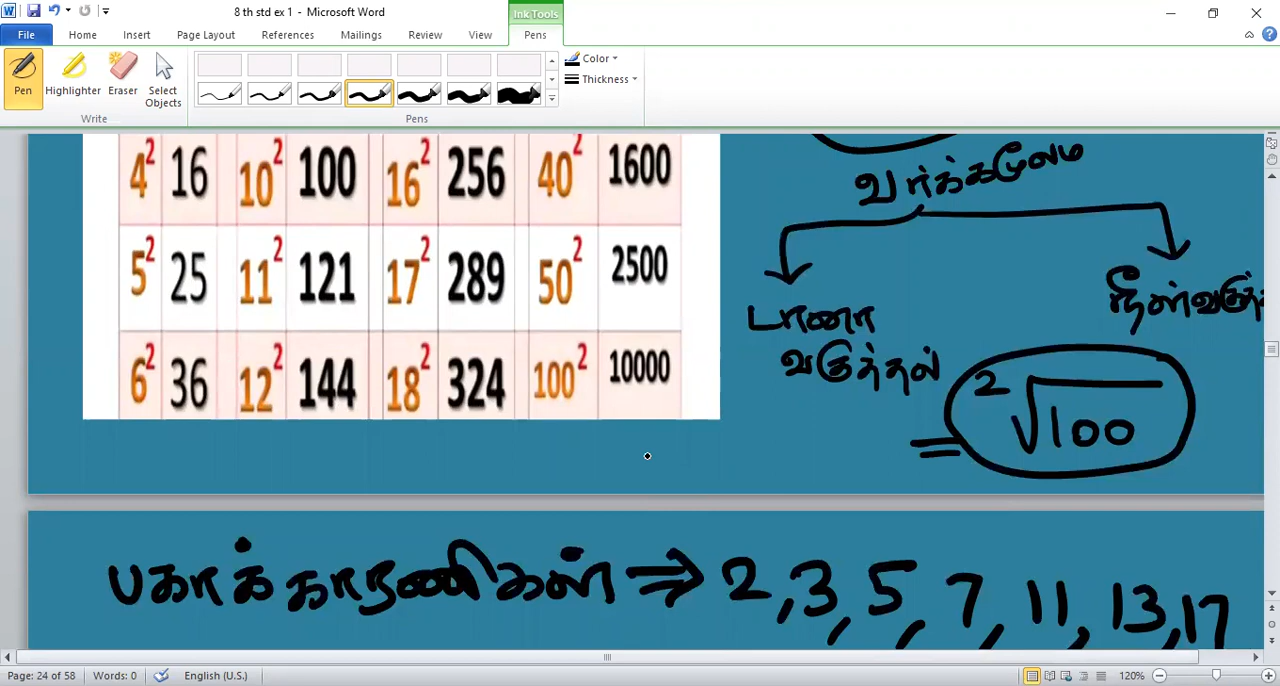 8 th std ex 1 - Microsoft Word
Ink Tools
File Home Insert Page Layout References Mailings Review View Pens
Pen Highlighter Eraser Select Objects
Color
Thickness
Write Pens
4² 16 10² 100 16² 256 40² 1600
5² 25 11² 121 17² 289 50² 2500
6² 36 12² 144 18² 324 100² 10000
வர்க்கமூலம்
பகா
வகுத்தல்
நீள்வகுத்
= ²√100
பகாக்காரணிகள் ⇒ 2, 3, 5, 7, 11, 13, 17
Page: 24 of 58 Words: 0 English (U.S.) 120%